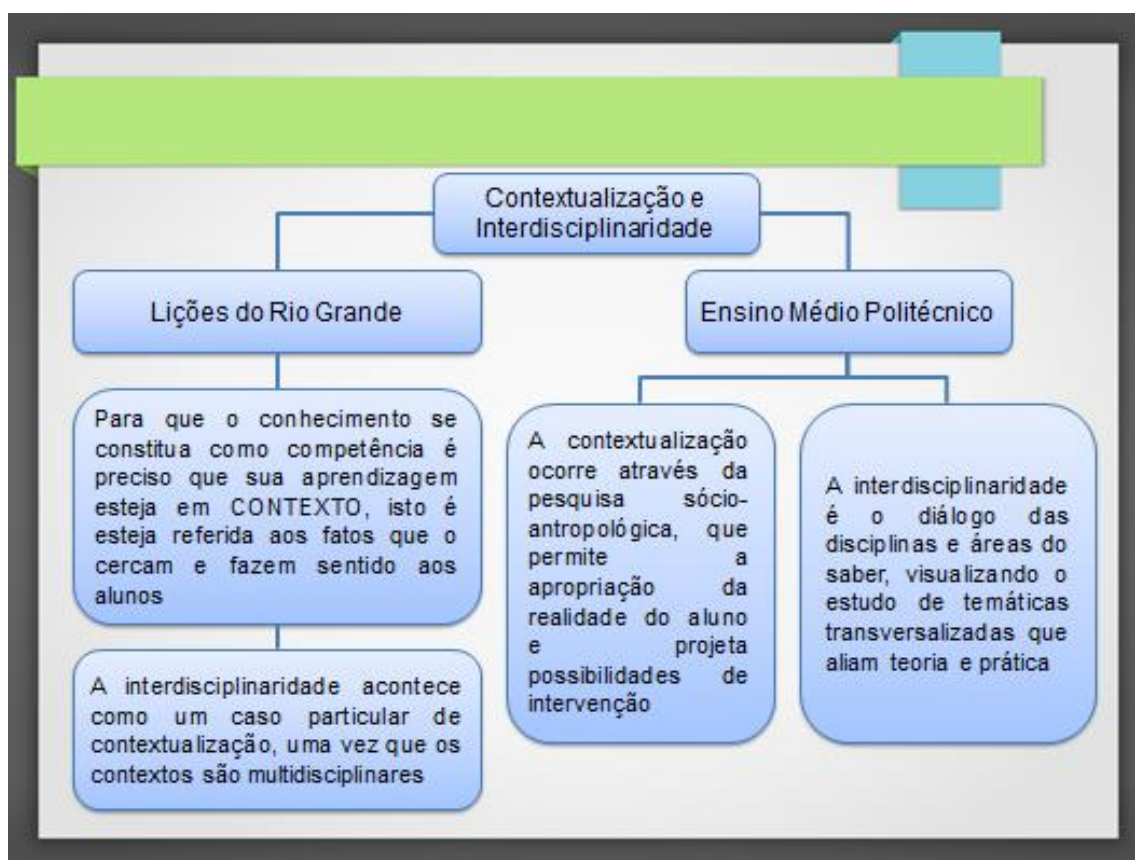 Contextualização e
Interdisciplinaridade
Lições do Rio Grande
Para que o conhecimento se
constitua como competência é
preciso que sua aprendizagem
esteja em CONTEXTO, isto é
esteja referida aos fatos que o
cercam e fazem sentido aos
alunos
A interdisciplinaridade acontece
como um caso particular de
contextualização, uma vez que os
contextos são multidisciplinares
Ensino Médio Politécnico
A contextualização
ocorre através da
pesquisa sócio-
antropológica, que
permite a
apropriação da
realidade do aluno
e projeta
possibilidades de
intervenção
A interdisciplinaridade
é o diálogo das
disciplinas e áreas do
saber, visualizando o
estudo de temáticas
transversalizadas que
aliam teoria e prática